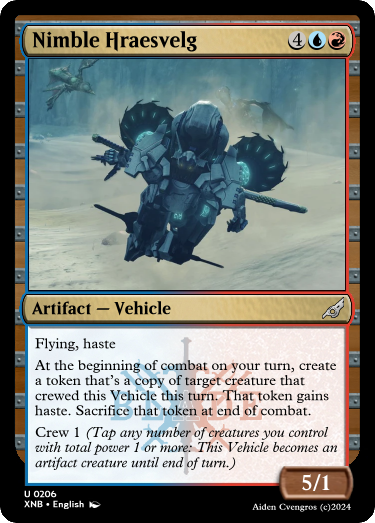 Nimble Hraesvelg 4
Artifact — Vehicle
Flying, haste
At the beginning of combat on your turn, create
a token that's a copy of target creature that
crewed this Vehicle this turn. That token gains
haste. Sacrifice that token at end of combat.
Crew 1 (Tap any number of creatures you control
with total power 1 or more: This Vehicle becomes an
artifact creature until end of turn.)
5/1
U 0206
XNB • English Aiden Cvengros (c)2024